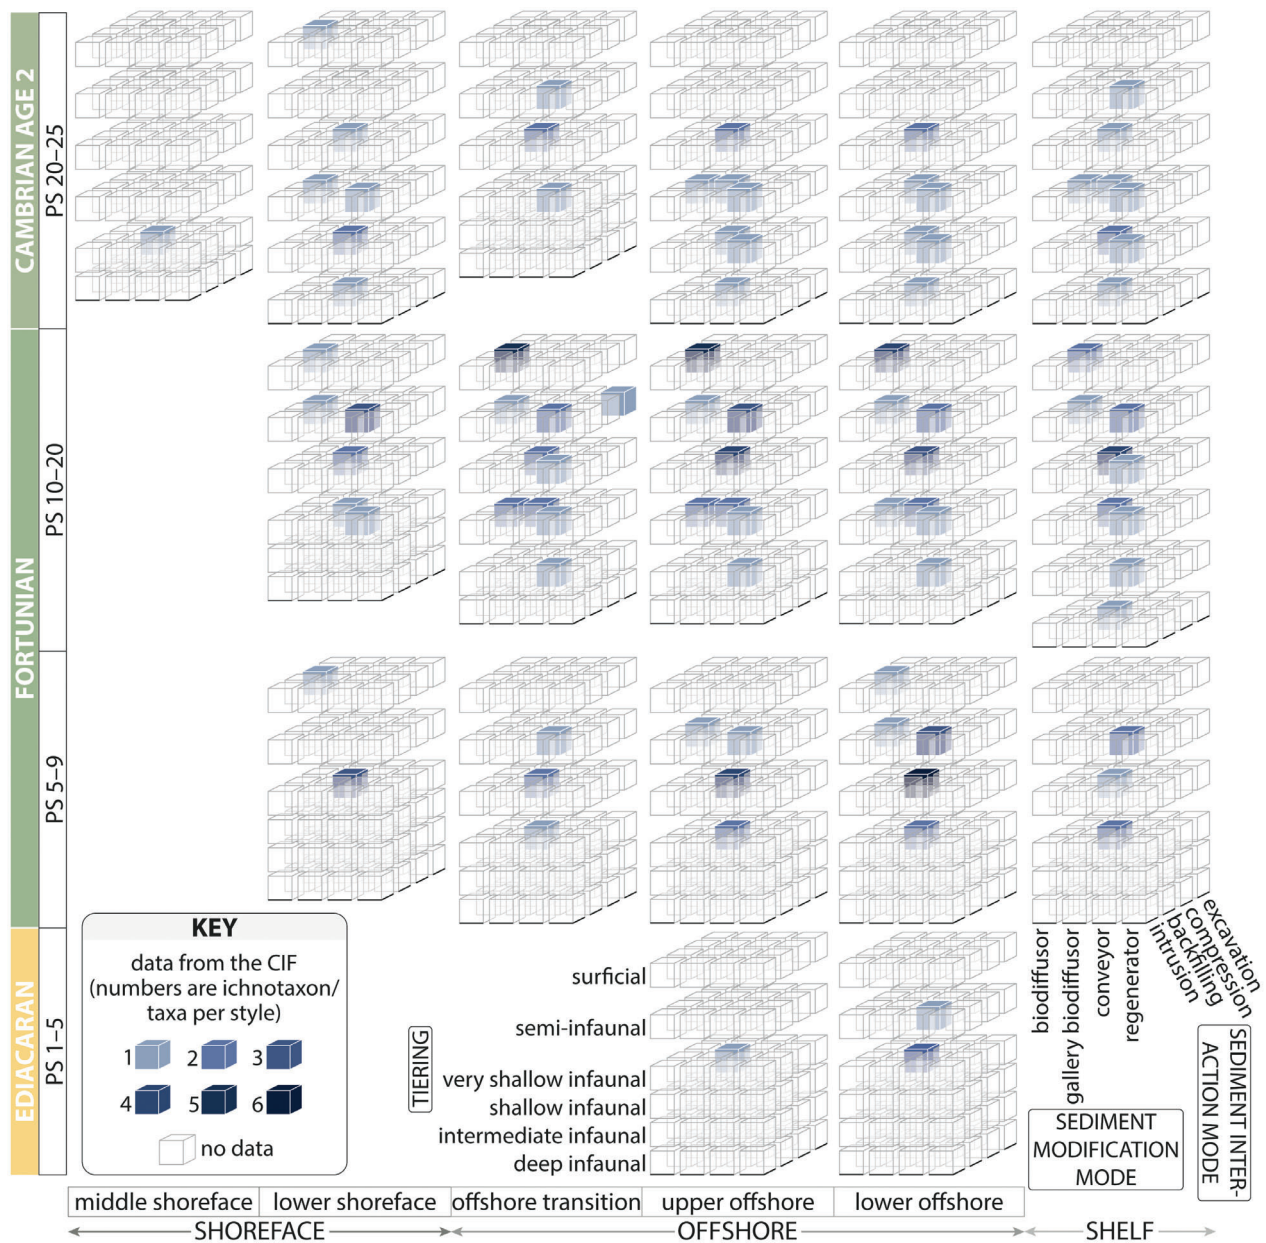 CAMBRIAN AGE 2
PS 20–25
FORTUNIAN
PS 10–20
PS 5–9
EDIACARAN
PS 1–5
KEY
data from the CIF
(numbers are ichnotaxon/
taxa per style)
1 2 3
4 5 6
no data
TIERING
surficial
semi-infaunal
very shallow infaunal
shallow infaunal
intermediate infaunal
deep infaunal
biodiffusor
gallery biodiffusor
conveyor
regenerator
intrusion
backfilling
compression
excavation
SEDIMENT
MODIFICATION
MODE
SEDIMENT INTER-
ACTION MODE
middle shoreface lower shoreface offshore transition upper offshore lower offshore
SHOREFACE OFFSHORE SHELF